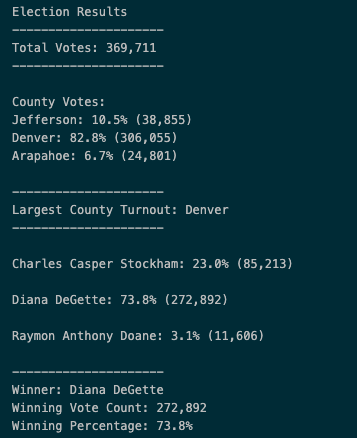 Election Results
-------------------------
Total Votes: 369,711
-------------------------
County Votes:
Jefferson: 10.5% (38,855)
Denver: 82.8% (306,055)
Arapahoe: 6.7% (24,801)
-------------------------
Largest County Turnout: Denver
-------------------------
Charles Casper Stockham: 23.0% (85,213)
Diana DeGette: 73.8% (272,892)
Raymon Anthony Doane: 3.1% (11,606)
-------------------------
Winner: Diana DeGette
Winning Vote Count: 272,892
Winning Percentage: 73.8%